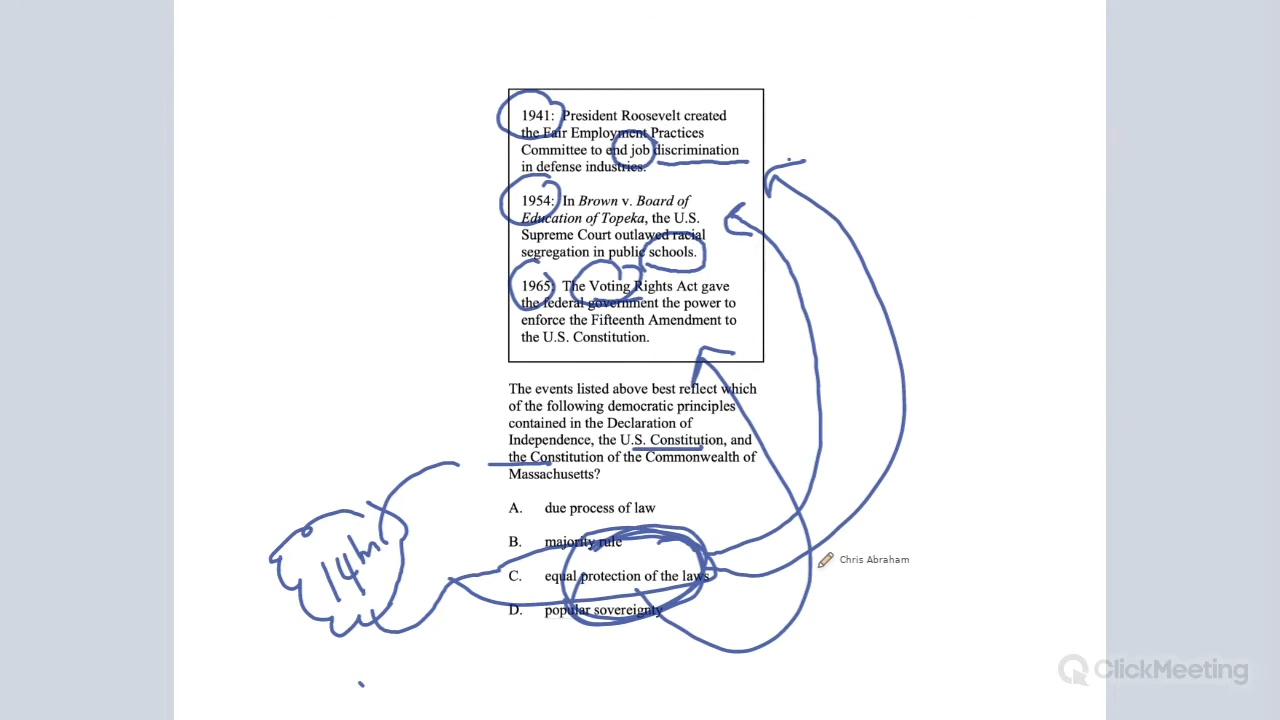 1941: President Roosevelt created
the Fair Employment Practices
Committee to end job discrimination
in defense industries.
1954: In Brown v. Board of
Education of Topeka, the U.S.
Supreme Court outlawed racial
segregation in public schools.
1965: The Voting Rights Act gave
the federal government the power to
enforce the Fifteenth Amendment to
the U.S. Constitution.
The events listed above best reflect which
of the following democratic principles
contained in the Declaration of
Independence, the U.S. Constitution, and
the Constitution of the Commonwealth of
Massachusetts?
A. due process of law
B. majority rule
C. equal protection of the laws
D. popular sovereignty
14
Chris Abraham
ClickMeeting